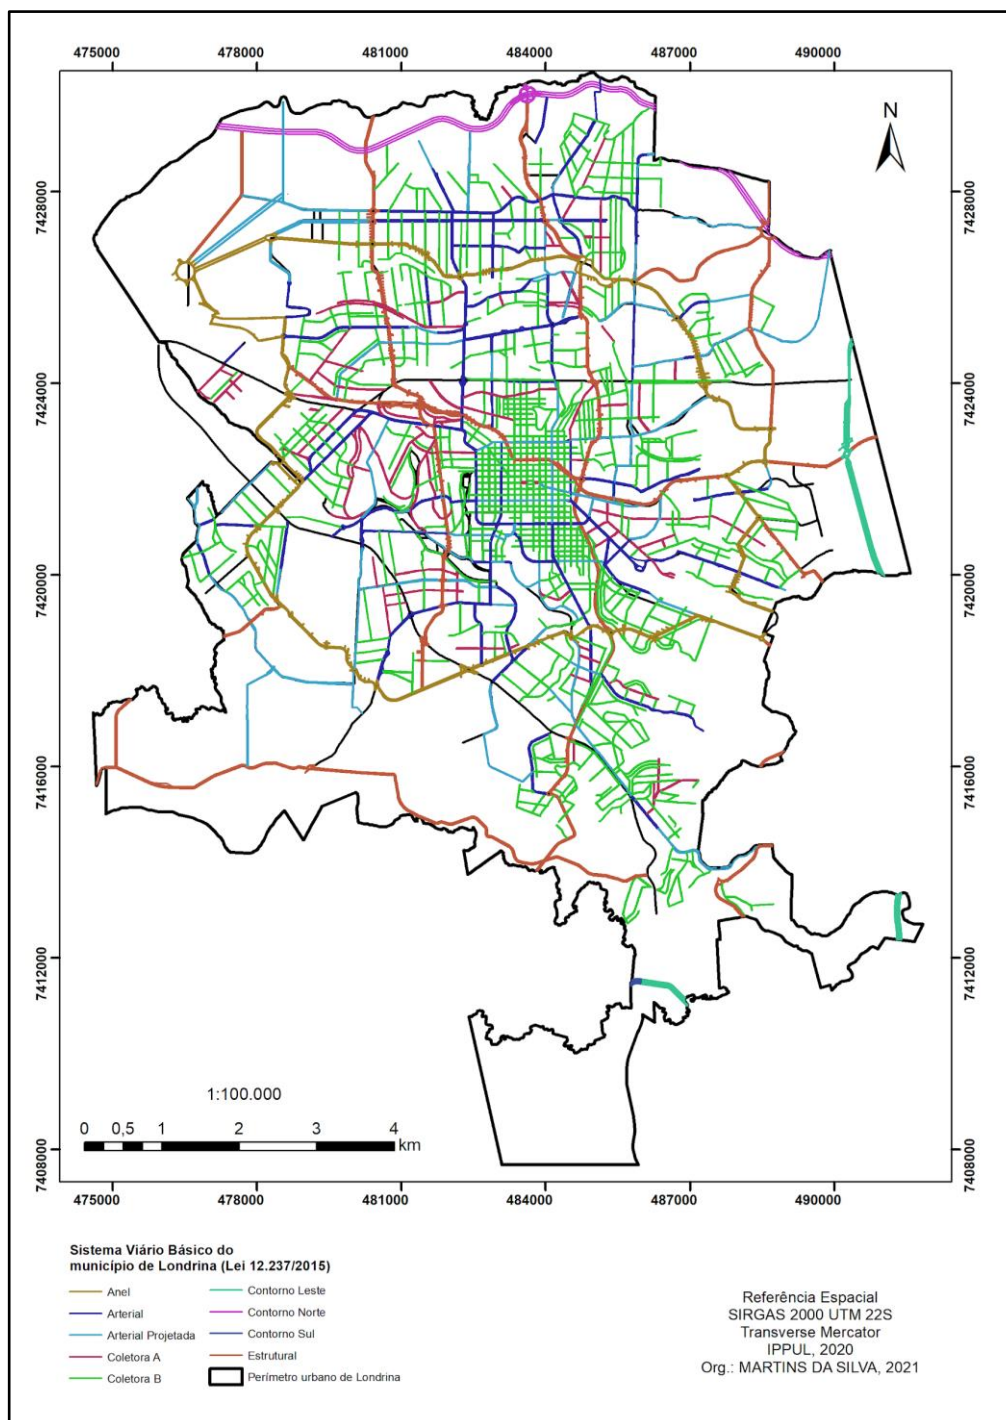 475000 478000 481000 484000 487000 490000
N
7428000 7428000
7424000 7424000
7420000 7420000
7416000 7416000
7412000 7412000
1:100.000
0 0,5 1 2 3 4
km
7408000 7408000
475000 478000 481000 484000 487000 490000
Sistema Viário Básico do
município de Londrina (Lei 12.237/2015)
Anel
Arterial
Arterial Projetada
Coletora A
Coletora B
Contorno Leste
Contorno Norte
Contorno Sul
Estrutural
Perímetro urbano de Londrina
Referência Espacial
SIRGAS 2000 UTM 22S
Transverse Mercator
IPPUL, 2020
Org.: MARTINS DA SILVA, 2021